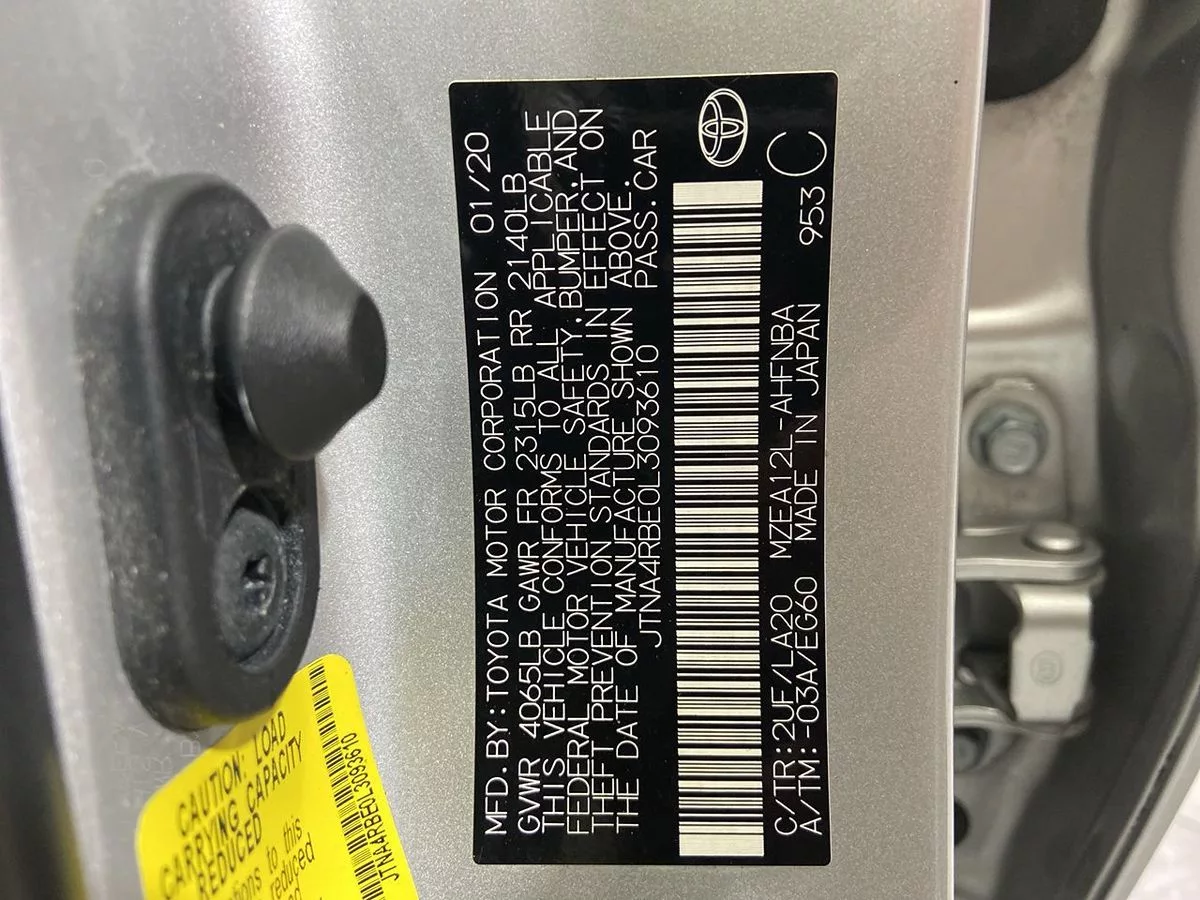 MFD.BY:TOYOTA MOTOR CORPORATION 01/20
GVWR 4065LB GAWR FR 2315LB RR 2140LB
THIS VEHICLE CONFORMS TO ALL APPLICABLE
FEDERAL MOTOR VEHICLE SAFETY,BUMPER,AND
THEFT PREVENTION STANDARDS IN EFFECT ON
THE DATE OF MANUFACTURE SHOWN ABOVE.
JTNA4RBE0L3093610 PASS.CAR
C/TR:2UF/LA20 MZEA12L-AHFNBA 953 C
A/TM:-03A/EG60 MADE IN JAPAN
CAUTION: LOAD
CARRYING CAPACITY
REDUCED
to this
reduced
JTNA4RBE0L3093610